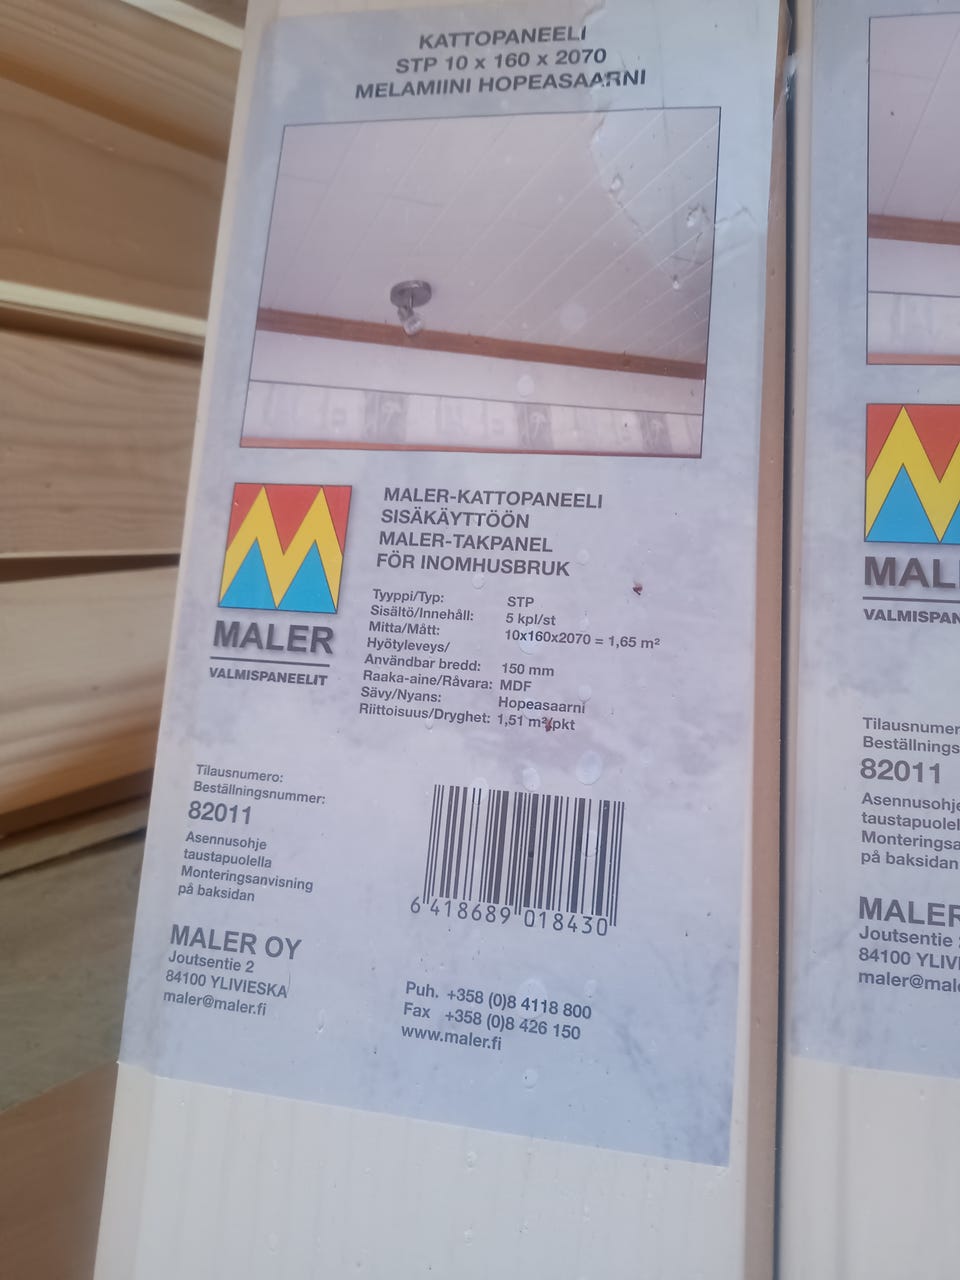 KATTOPANEELI
STP 10 x 160 x 2070
MELAMIINI HOPEASAARNI
MALER
VALMISPANEELIT
MALER-KATTOPANEELI
SISÄKÄYTTÖÖN
MALER-TAKPANEL
FÖR INOMHUSBRUK
Tyyppi/Typ: STP
Sisältö/Innehåll: 5 kpl/st
Mitta/Mått: 10x160x2070 = 1,65 m²
Hyötyleveys/
Användbar bredd: 150 mm
Raaka-aine/Råvara: MDF
Sävy/Nyans: Hopeasaarni
Riittoisuus/Dryghet: 1,51 m²/pkt
Tilausnumero:
Beställningsnummer:
82011
Asennusohje
taustapuolella
Monteringsanvisning
på baksidan
6 418689 018430
MALER OY
Joutsentie 2
84100 YLIVIESKA
maler@maler.fi
Puh. +358 (0)8 4118 800
Fax +358 (0)8 426 150
www.maler.fi
MAL
VALMISPAN
Tilausnumer
Beställnings
82011
Asennusohje
taustapuolel
Monteringsa
på baksidan
MALER
Joutsentie
84100 YLIV
maler@mal